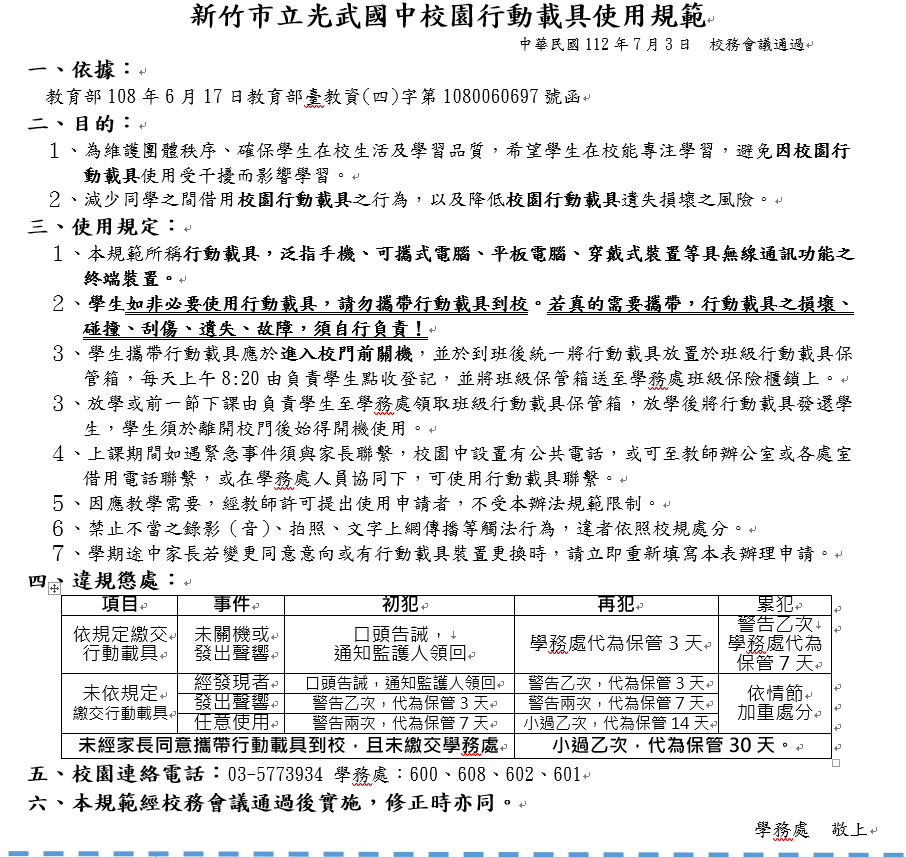 新竹市立光武國中校園行動載具使用規範
中華民國 112 年 7 月 3 日　校務會議通過
一、依據：
教育部 108 年 6 月 17 日教育部臺教資(四)字第 1080060697 號函
二、目的：
1、為維護團體秩序、確保學生在校生活及學習品質，希望學生在校能專注學習，避免因校園行
動載具使用受干擾而影響學習。
2、減少同學之間借用校園行動載具之行為，以及降低校園行動載具遺失損壞之風險。
三、使用規定：
1、本規範所稱行動載具，泛指手機、可攜式電腦、平板電腦、穿戴式裝置等具無線通訊功能之
終端裝置。
2、學生如非必要使用行動載具，請勿攜帶行動載具到校。若真的需要攜帶，行動載具之損壞、
碰撞、刮傷、遺失、故障，須自行負責！
3、學生攜帶行動載具應於進入校門前關機，並於到班後統一將行動載具放置於班級行動載具保
管箱，每天上午 8:20 由負責學生點收登記，並將班級保管箱送至學務處班級保險櫃鎖上。
3、放學或前一節下課由負責學生至學務處領取班級行動載具保管箱，放學後將行動載具發還學
生，學生須於離開校門後始得開機使用。
4、上課期間如遇緊急事件須與家長聯繫，校園中設置有公共電話，或可至教師辦公室或各處室
借用電話聯繫，或在學務處人員協同下，可使用行動載具聯繫。
5、因應教學需要，經教師許可提出使用申請者，不受本辦法規範限制。
6、禁止不當之錄影（音）、拍照、文字上網傳播等觸法行為，違者依照校規處分。
7、學期途中家長若變更同意意向或有行動載具裝置更換時，請立即重新填寫本表辦理申請。
四、違規懲處：
項目 事件 初犯 再犯 累犯
依規定繳交
行動載具
未關機或
發出聲響
口頭告誡，
通知監護人領回
學務處代為保管 3 天
警告乙次
學務處代為
保管 7 天
未依規定
繳交行動載具
經發現者 口頭告誡，通知監護人領回 警告乙次，代為保管 3 天
發出聲響 警告乙次，代為保管 3 天 警告兩次，代為保管 7 天
任意使用 警告兩次，代為保管 7 天 小過乙次，代為保管 14 天
依情節
加重處分
未經家長同意攜帶行動載具到校，且未繳交學務處 小過乙次，代為保管 30 天。
五、校園連絡電話：03-5773934 學務處：600、608、602、601
六、本規範經校務會議通過後實施，修正時亦同。
學務處　敬上